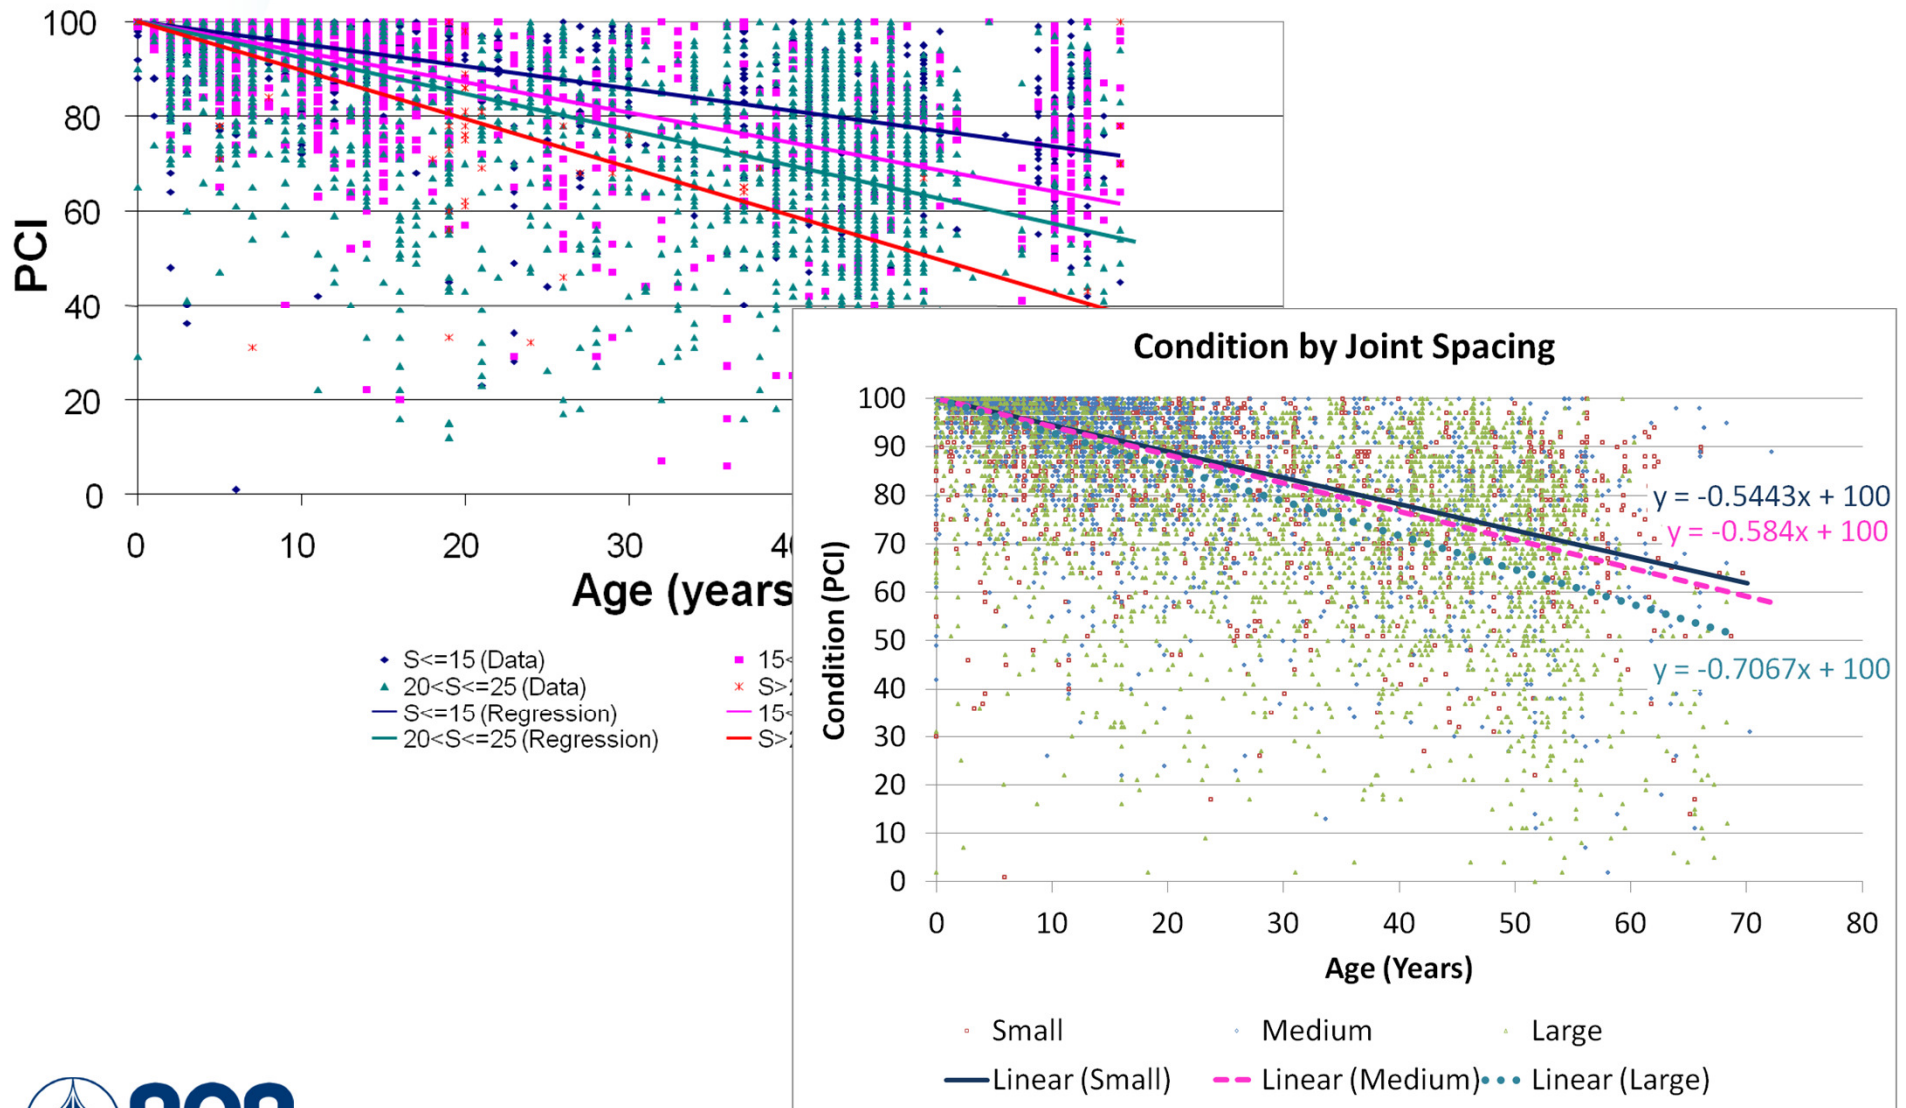 100
80
60
40
20
0
PCI
0 10 20 30
Age (years
S<=15 (Data)
20<S<=25 (Data)
S<=15 (Regression)
20<S<=25 (Regression)
15<
S>
15<
S>
Condition by Joint Spacing
100
90
80
70
60
50
40
30
20
10
0
Condition (PCI)
y = -0.5443x + 100
y = -0.584x + 100
y = -0.7067x + 100
0 10 20 30 40 50 60 70 80
Age (Years)
Small Medium Large
Linear (Small) Linear (Medium) Linear (Large)